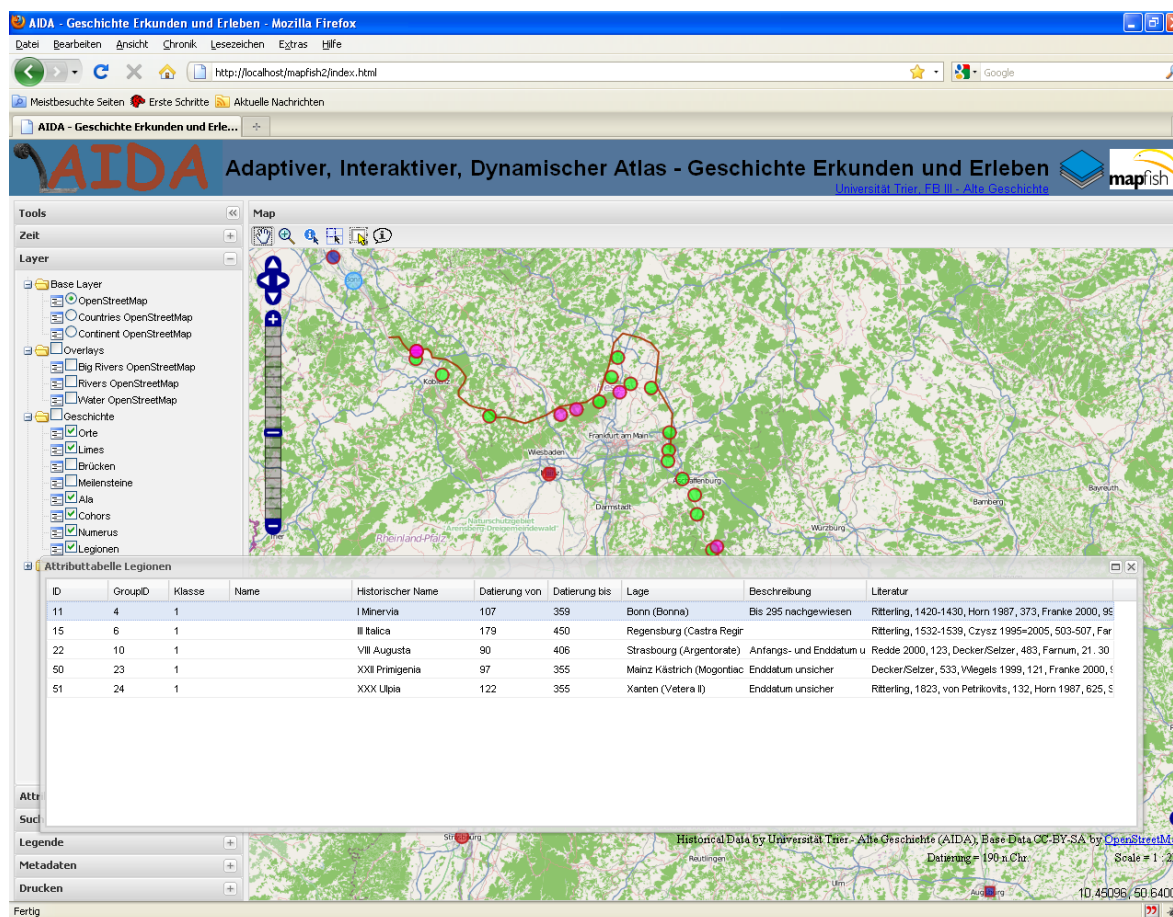 AIDA - Geschichte Erkunden und Erleben - Mozilla Firefox
Datei Bearbeiten Ansicht Chronik Lesezeichen Extras Hilfe
http://localhost/mapfish2/index.html
Google
Meistbesuchte Seiten Erste Schritte Aktuelle Nachrichten
AIDA - Geschichte Erkunden und Erle...
AIDA Adaptiver, Interaktiver, Dynamischer Atlas - Geschichte Erkunden und Erleben mapfish
Universität Trier, FB III - Alte Geschichte
Tools
Map
Zeit
Layer
Base Layer
OpenStreetMap
Countries OpenStreetMap
Continent OpenStreetMap
Overlays
Big Rivers OpenStreetMap
Rivers OpenStreetMap
Water OpenStreetMap
Geschichte
Orte
Limes
Brücken
Meilensteine
Ala
Cohors
Numerus
Legionen
Koblenz
Frankfurt am Main
Wiesbaden
Aschaffenburg
Darmstadt
Bayreuth
Bamberg
Würzburg
Naturschutzgebiet
Arensberg-Dreigemeindewald"
Rheinland-Pfalz
Trier
Attributtabelle Legionen
ID GroupID Klasse Name Historischer Name Datierung von Datierung bis Lage Beschreibung Literatur
11 4 1 I Minervia 107 359 Bonn (Bonna) Bis 295 nachgewiesen Ritterling, 1420-1430, Horn 1987, 373, Franke 2000, 99
15 6 1 III Italica 179 450 Regensburg (Castra Regin Ritterling, 1532-1539, Czysz 1995=2005, 503-507, Far
22 10 1 VIII Augusta 90 406 Strasbourg (Argentorate) Anfangs- und Enddatum u Redde 2000, 123, Decker/Selzer, 483, Farnum, 21. 30
50 23 1 XXII Primigenia 97 355 Mainz Kästrich (Mogontiac Enddatum unsicher Decker/Selzer, 533, Wiegels 1999, 121, Franke 2000, 9
51 24 1 XXX Ulpia 122 355 Xanten (Vetera II) Enddatum unsicher Ritterling, 1823, von Petrikovits, 132, Horn 1987, 625, S
Attri
Such
Legende
Metadaten
Drucken
Strasbourg
Historical Data by Universität Trier - Alte Geschichte (AIDA), Base Data CC-BY-SA by OpenStreetMa
Reutlingen
Datierung = 190 n Chr.
Scale = 1 : 2
Ulm
Augsburg
10.45096, 50.6400
Fertig